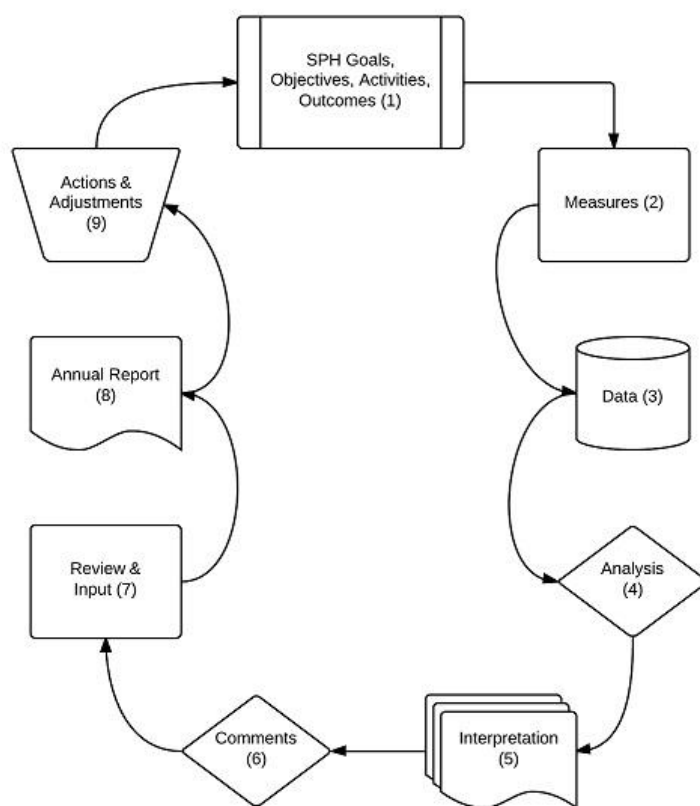 SPH Goals,
Objectives, Activities,
Outcomes (1)
Measures (2)
Data (3)
Analysis
(4)
Interpretation
(5)
Comments
(6)
Review &
Input (7)
Annual Report
(8)
Actions &
Adjustments
(9)